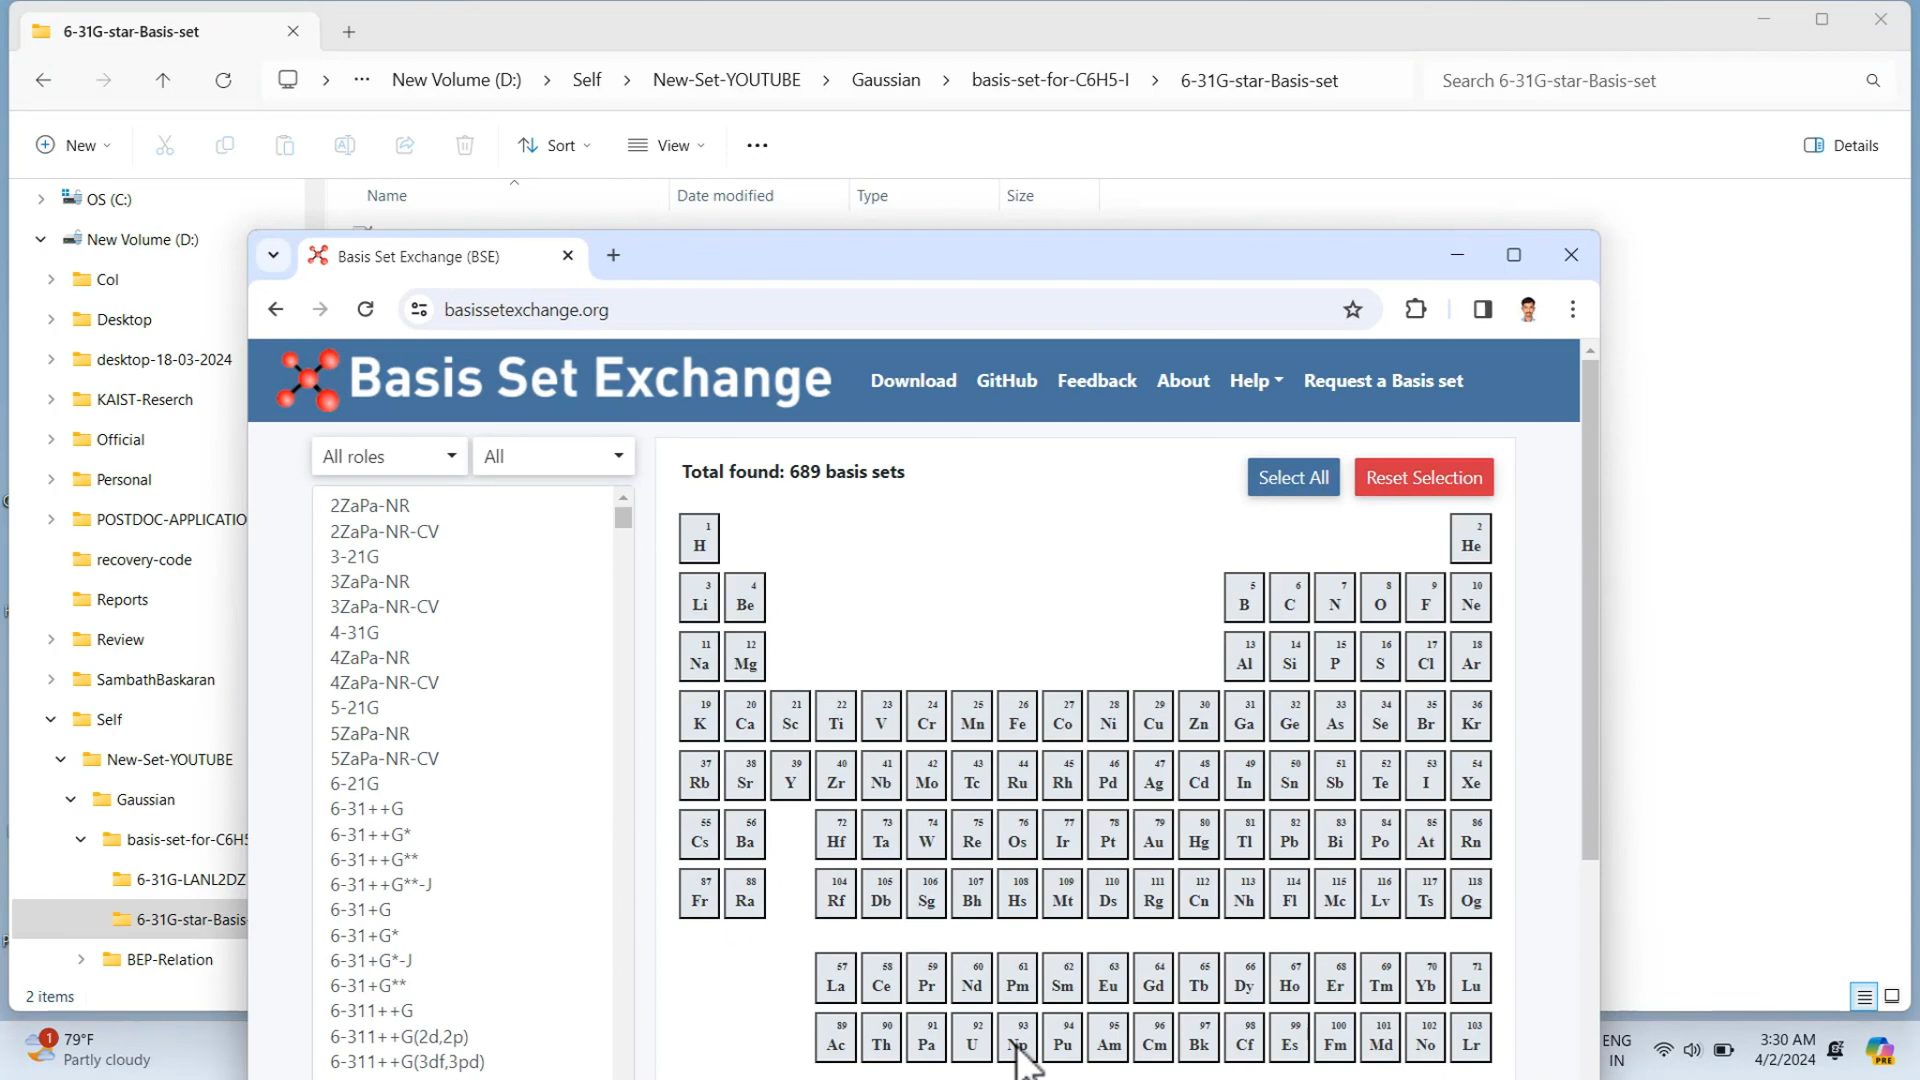 6-31G-star-Basis-set
New Volume (D:) Self New-Set-YOUTUBE Gaussian basis-set-for-C6H5-I 6-31G-star-Basis-set
Search 6-31G-star-Basis-set
New Sort View Details
Name Date modified Type Size
OS (C:)
New Volume (D:)
Col
Desktop
desktop-18-03-2024
KAIST-Reserch
Official
Personal
POSTDOC-APPLICATIO
recovery-code
Reports
Review
SambathBaskaran
Self
New-Set-YOUTUBE
Gaussian
basis-set-for-C6H5
6-31G-LANL2DZ
6-31G-star-Basis-
BEP-Relation
2 items
Basis Set Exchange (BSE)
basissetexchange.org
Basis Set Exchange Download GitHub Feedback About Help Request a Basis set
All roles All
2ZaPa-NR
2ZaPa-NR-CV
3-21G
3ZaPa-NR
3ZaPa-NR-CV
4-31G
4ZaPa-NR
4ZaPa-NR-CV
5-21G
5ZaPa-NR
5ZaPa-NR-CV
6-21G
6-31++G
6-31++G*
6-31++G**
6-31++G**-J
6-31+G
6-31+G*
6-31+G*-J
6-31+G**
6-311++G
6-311++G(2d,2p)
6-311++G(3df,3pd)
Total found: 689 basis sets Select All Reset Selection
1 2
H He
3 4 5 6 7 8 9 10
Li Be B C N O F Ne
11 12 13 14 15 16 17 18
Na Mg Al Si P S Cl Ar
19 20 21 22 23 24 25 26 27 28 29 30 31 32 33 34 35 36
K Ca Sc Ti V Cr Mn Fe Co Ni Cu Zn Ga Ge As Se Br Kr
37 38 39 40 41 42 43 44 45 46 47 48 49 50 51 52 53 54
Rb Sr Y Zr Nb Mo Tc Ru Rh Pd Ag Cd In Sn Sb Te I Xe
55 56 72 73 74 75 76 77 78 79 80 81 82 83 84 85 86
Cs Ba Hf Ta W Re Os Ir Pt Au Hg Tl Pb Bi Po At Rn
87 88 104 105 106 107 108 109 110 111 112 113 114 115 116 117 118
Fr Ra Rf Db Sg Bh Hs Mt Ds Rg Cn Nh Fl Mc Lv Ts Og
57 58 59 60 61 62 63 64 65 66 67 68 69 70 71
La Ce Pr Nd Pm Sm Eu Gd Tb Dy Ho Er Tm Yb Lu
89 90 91 92 93 94 95 96 97 98 99 100 101 102 103
Ac Th Pa U Np Pu Am Cm Bk Cf Es Fm Md No Lr
1
79°F
Partly cloudy
ENG
IN
3:30 AM
4/2/2024
PRE